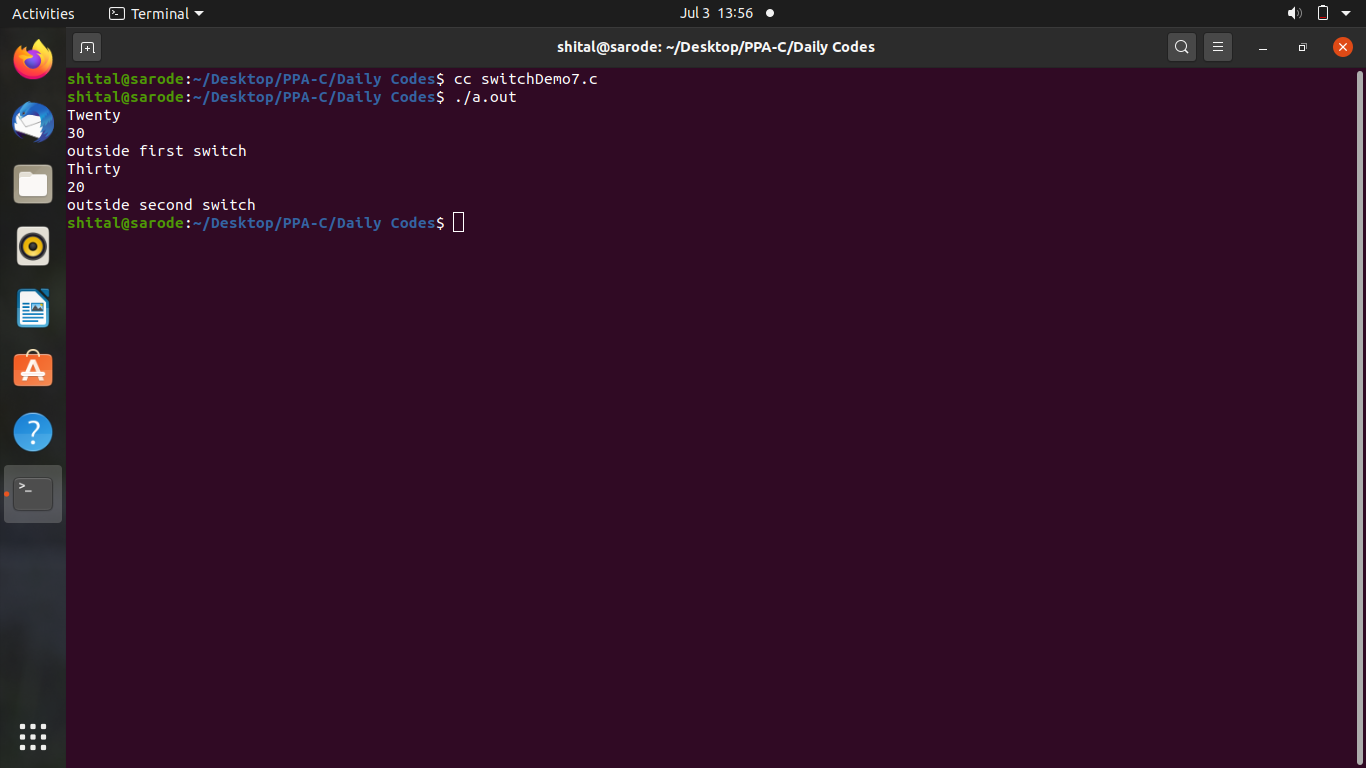 Activities
Terminal
Jul 3 13:56
shital@sarode: ~/Desktop/PPA-C/Daily Codes
shital@sarode:~/Desktop/PPA-C/Daily Codes$ cc switchDemo7.c
shital@sarode:~/Desktop/PPA-C/Daily Codes$ ./a.out
Twenty
30
outside first switch
Thirty
20
outside second switch
shital@sarode:~/Desktop/PPA-C/Daily Codes$